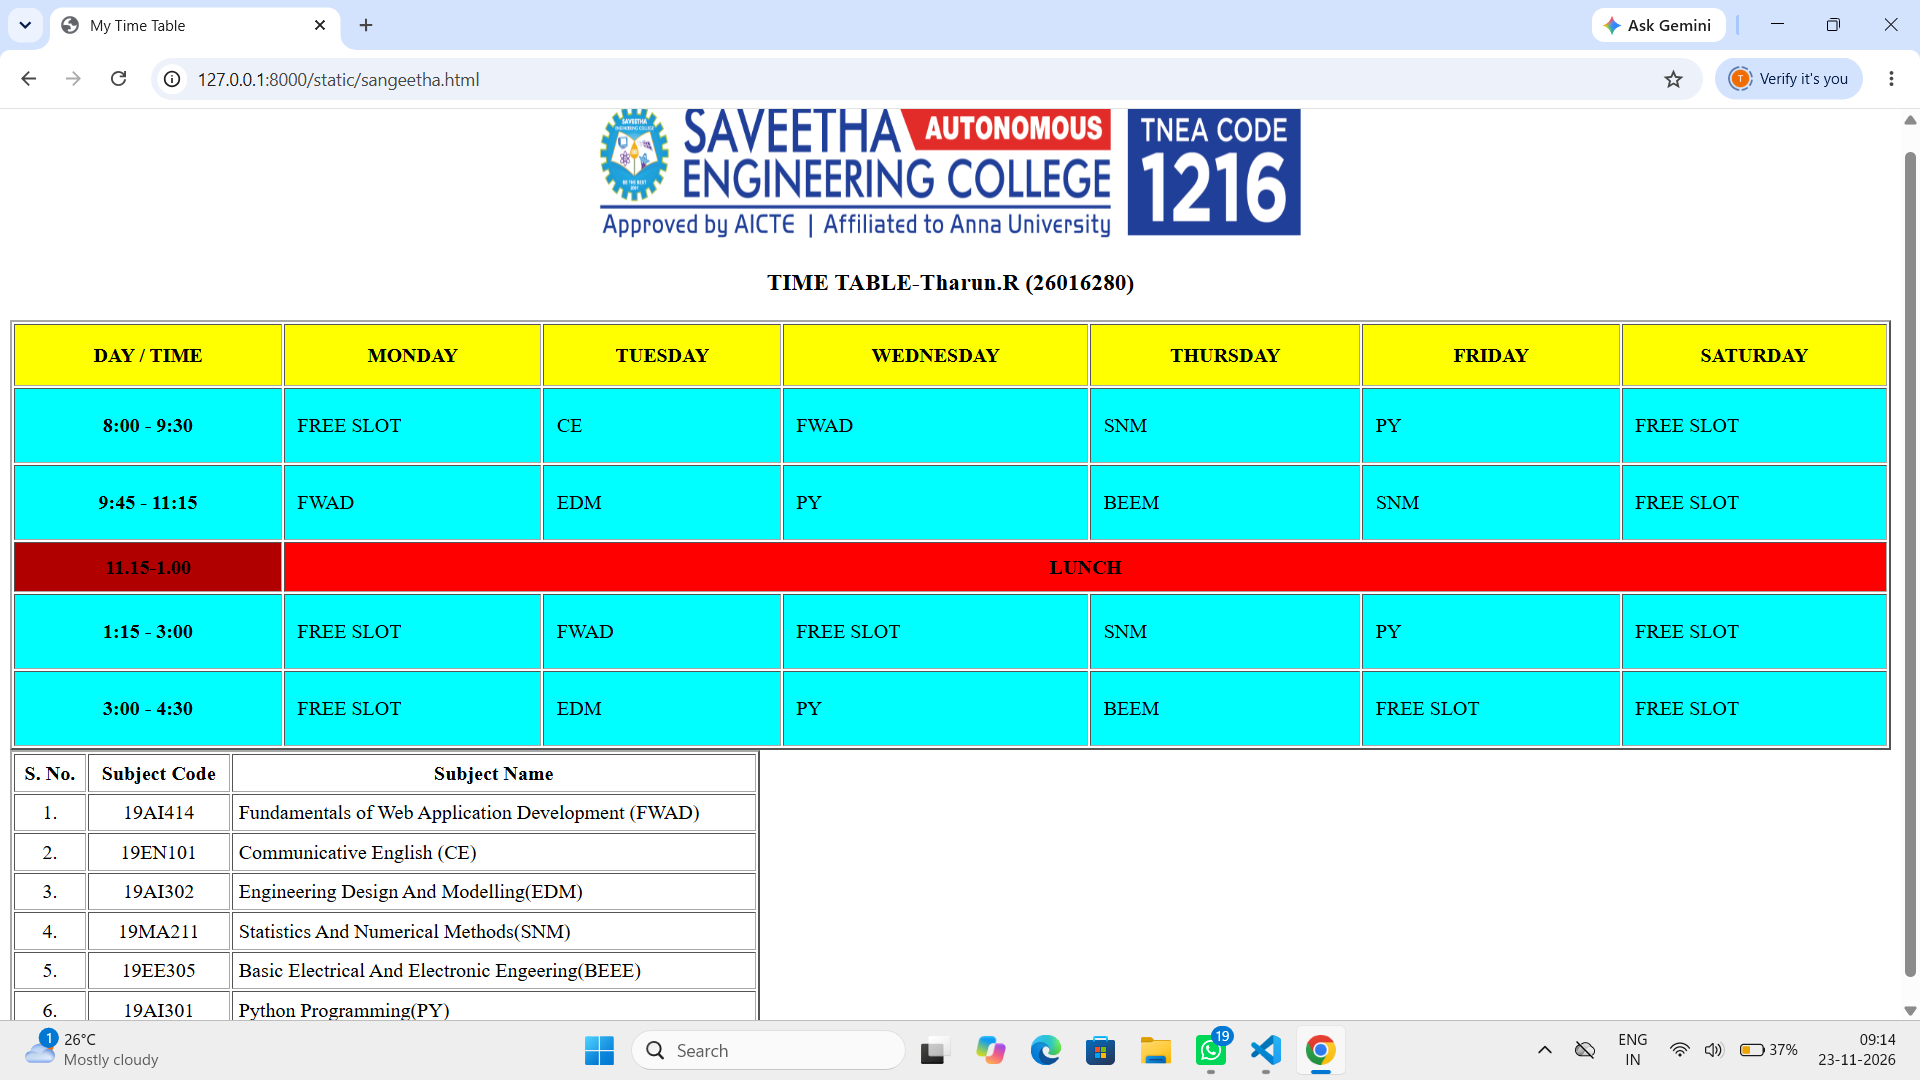 My Time Table
Ask Gemini
127.0.0.1:8000/static/sangeetha.html
Verify it's you
T
SAVEETHA AUTONOMOUS
ENGINEERING COLLEGE
Approved by AICTE | Affiliated to Anna University
TNEA CODE
1216
SAVEETHA
ENGINEERING COLLEGE
BE THE BEST
TIME TABLE-Tharun.R (26016280)
DAY / TIME MONDAY TUESDAY WEDNESDAY THURSDAY FRIDAY SATURDAY
8:00 - 9:30 FREE SLOT CE FWAD SNM PY FREE SLOT
9:45 - 11:15 FWAD EDM PY BEEM SNM FREE SLOT
11.15-1.00 LUNCH
1:15 - 3:00 FREE SLOT FWAD FREE SLOT SNM PY FREE SLOT
3:00 - 4:30 FREE SLOT EDM PY BEEM FREE SLOT FREE SLOT
S. No. Subject Code Subject Name
1. 19AI414 Fundamentals of Web Application Development (FWAD)
2. 19EN101 Communicative English (CE)
3. 19AI302 Engineering Design And Modelling(EDM)
4. 19MA211 Statistics And Numerical Methods(SNM)
5. 19EE305 Basic Electrical And Electronic Engeering(BEEE)
6. 19AI301 Python Programming(PY)
1
26°C
Mostly cloudy
Search
19
ENG
IN
37%
09:14
23-11-2026